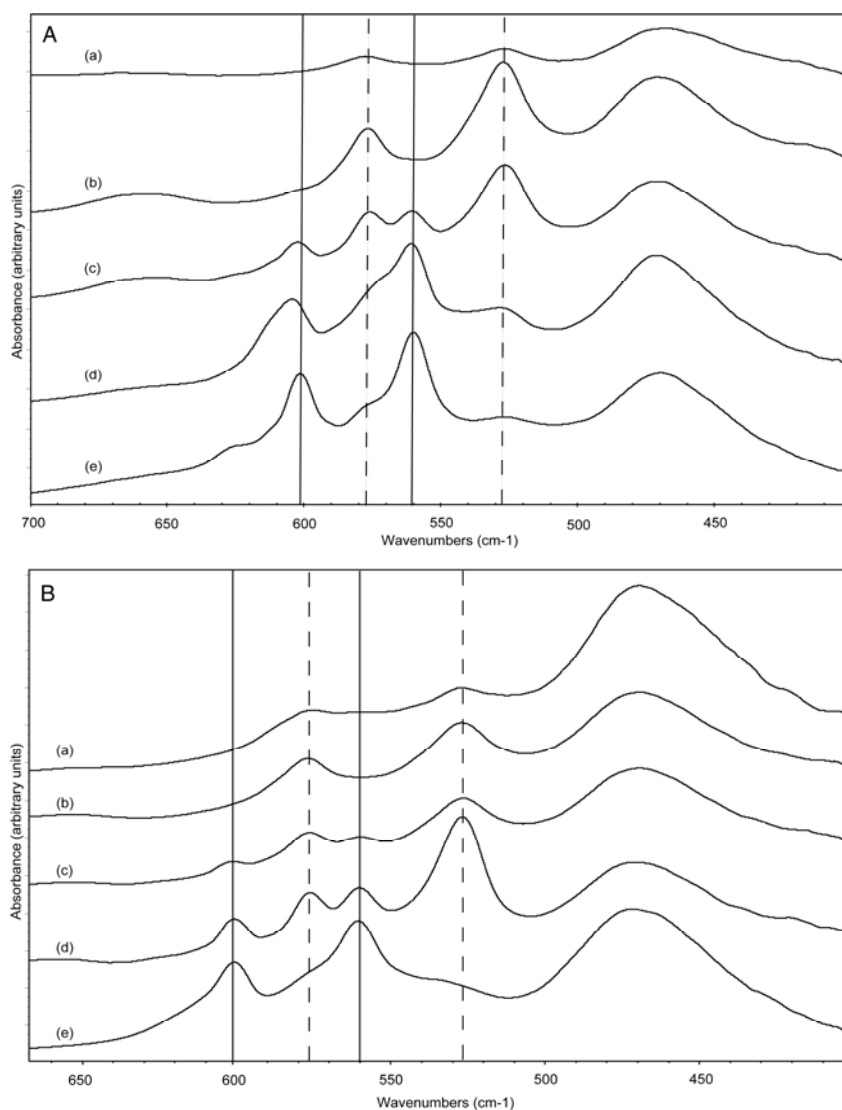 A
(a)
(b)
(c)
(d)
(e)
Absorbance (arbitrary units)
700 650 600 550 500 450
Wavenumbers (cm-1)
B
(a)
(b)
(c)
(d)
(e)
Absorbance (arbitrary units)
650 600 550 500 450
Wavenumbers (cm-1)